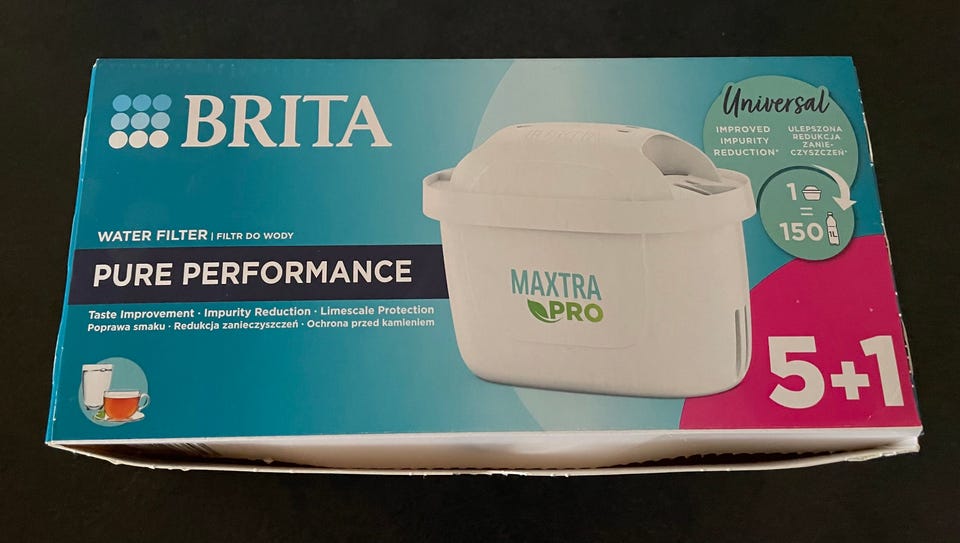 BRITA
WATER FILTER | FILTR DO WODY
PURE PERFORMANCE
Taste Improvement · Impurity Reduction · Limescale Protection
Poprawa smaku · Redukcja zanieczyszczeń · Ochrona przed kamieniem
MAXTRA
PRO
Universal
IMPROVED
IMPURITY
REDUCTION*
ULEPSZONA
REDUKCJA
ZANIE-
CZYSZCZEŃ*
1
=
150
1L
5+1